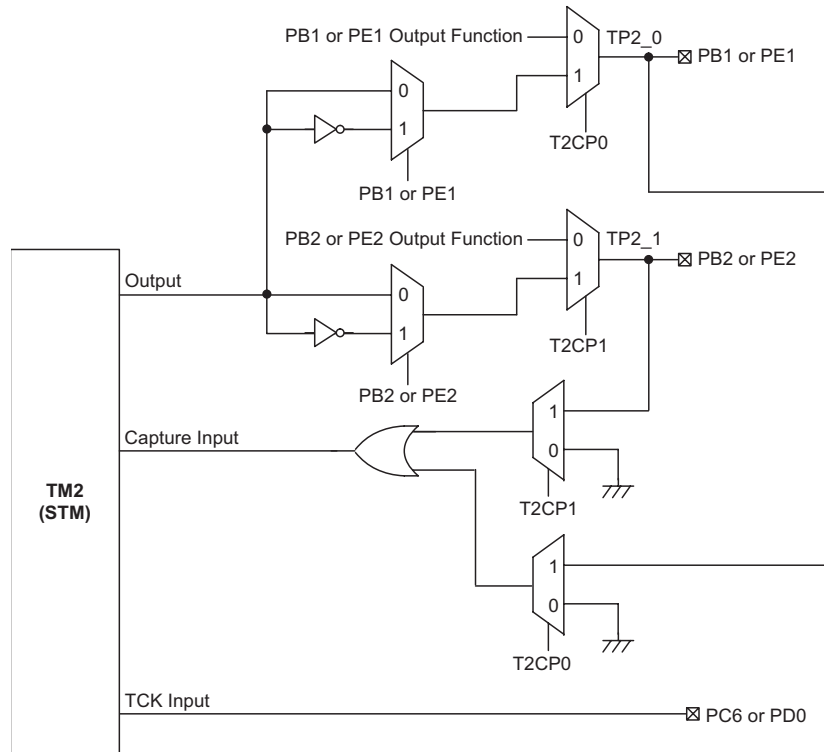 PB1 or PE1 Output Function
0
TP2_0
PB1 or PE1
1
0
1
T2CP0
PB1 or PE1
PB2 or PE2 Output Function
0
TP2_1
PB2 or PE2
1
Output
0
1
T2CP1
PB2 or PE2
1
Capture Input
0
TM2
(STM)
T2CP1
1
0
T2CP0
TCK Input
PC6 or PD0